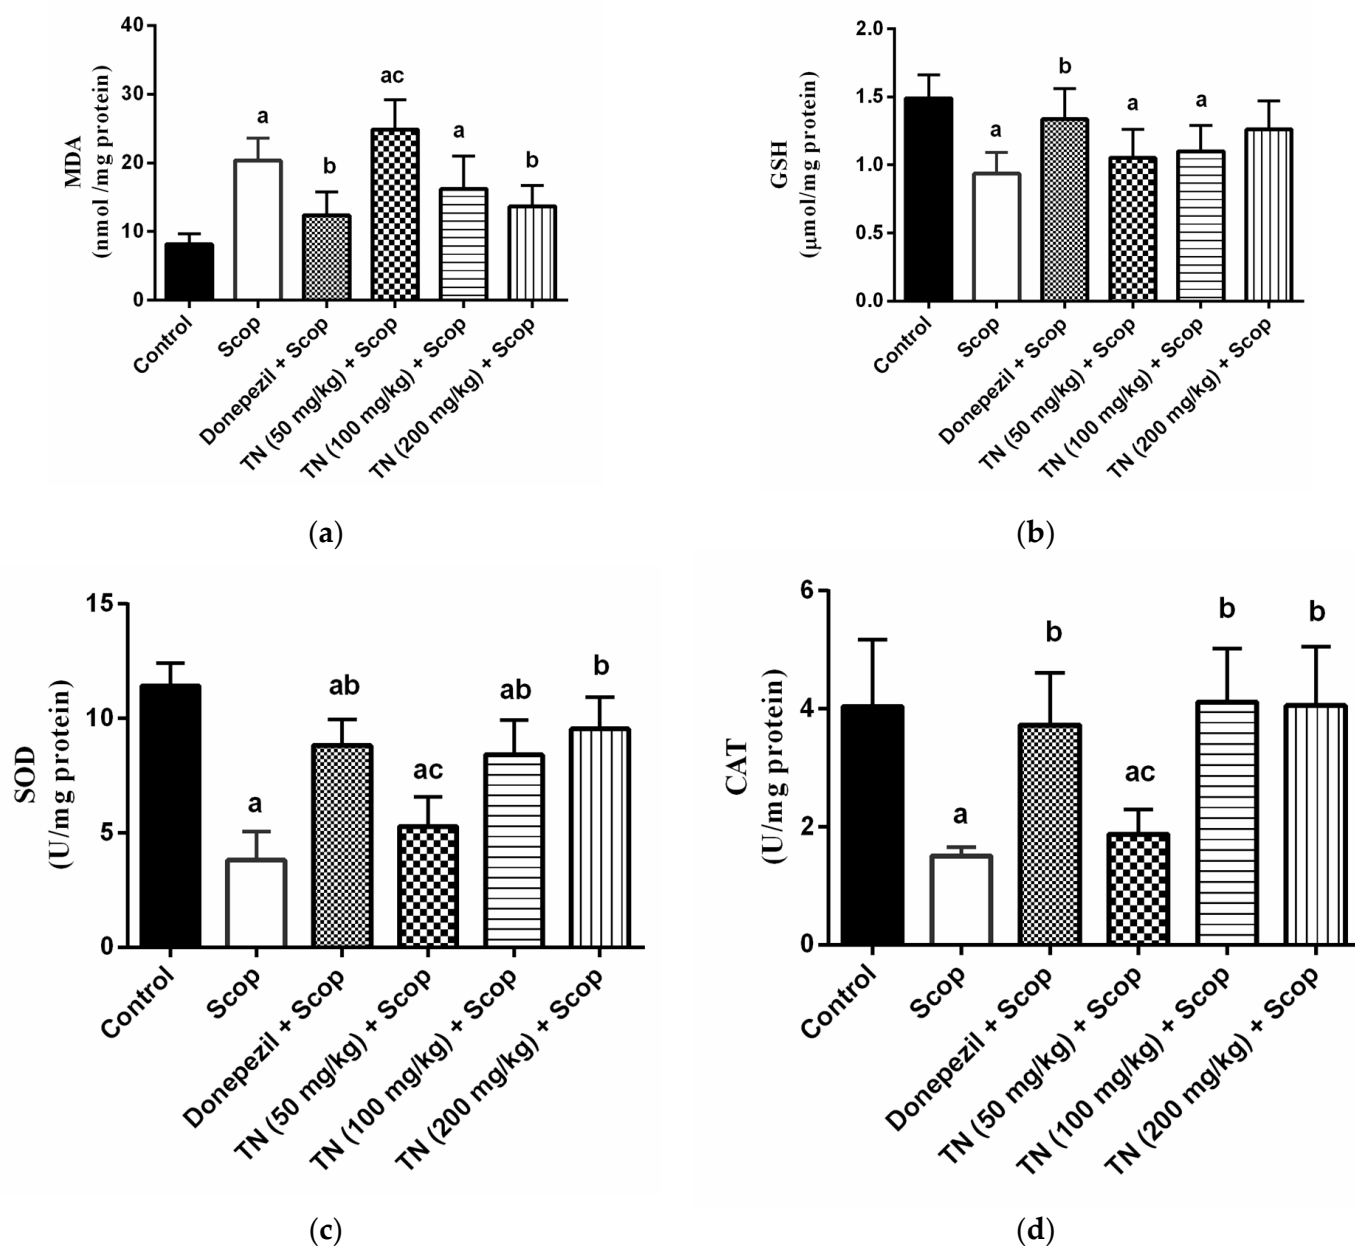 MDA
(nmol /mg protein)
40
30
20
10
0
a
b
ac
a
b
Control
Scop
Donepezil + Scop
TN (50 mg/kg) + Scop
TN (100 mg/kg) + Scop
TN (200 mg/kg) + Scop
(a)
GSH
(μmol/mg protein)
2.0
1.5
1.0
0.5
0.0
a
b
a
a
Control
Scop
Donepezil + Scop
TN (50 mg/kg) + Scop
TN (100 mg/kg) + Scop
TN (200 mg/kg) + Scop
(b)
SOD
(U/mg protein)
15
10
5
0
a
ab
ac
ab
b
Control
Scop
Donepezil + Scop
TN (50 mg/kg) + Scop
TN (100 mg/kg) + Scop
TN (200 mg/kg) + Scop
(c)
CAT
(U/mg protein)
6
4
2
0
a
b
ac
b
b
Control
Scop
Donepezil + Scop
TN (50 mg/kg) + Scop
TN (100 mg/kg) + Scop
TN (200 mg/kg) + Scop
(d)